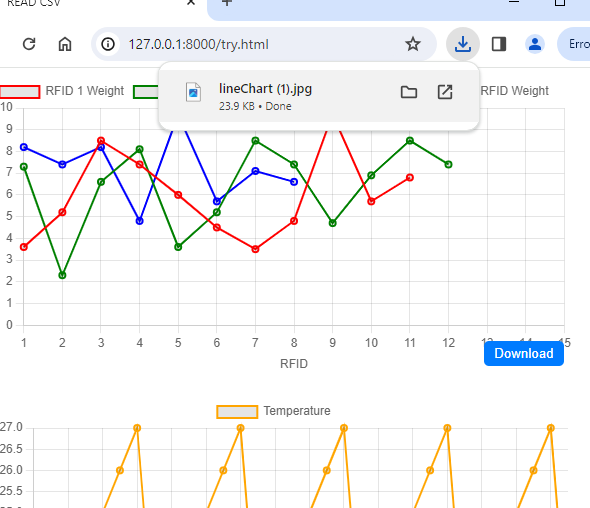 READ CSV
127.0.0.1:8000/try.html
Erro
lineChart (1).jpg
23.9 KB • Done
RFID 1 Weight
RFID Weight
10
9
8
7
6
5
4
3
2
1
0
1 2 3 4 5 6 7 8 9 10 11 12 15
RFID
Download
Temperature
27.0
26.5
26.0
25.5